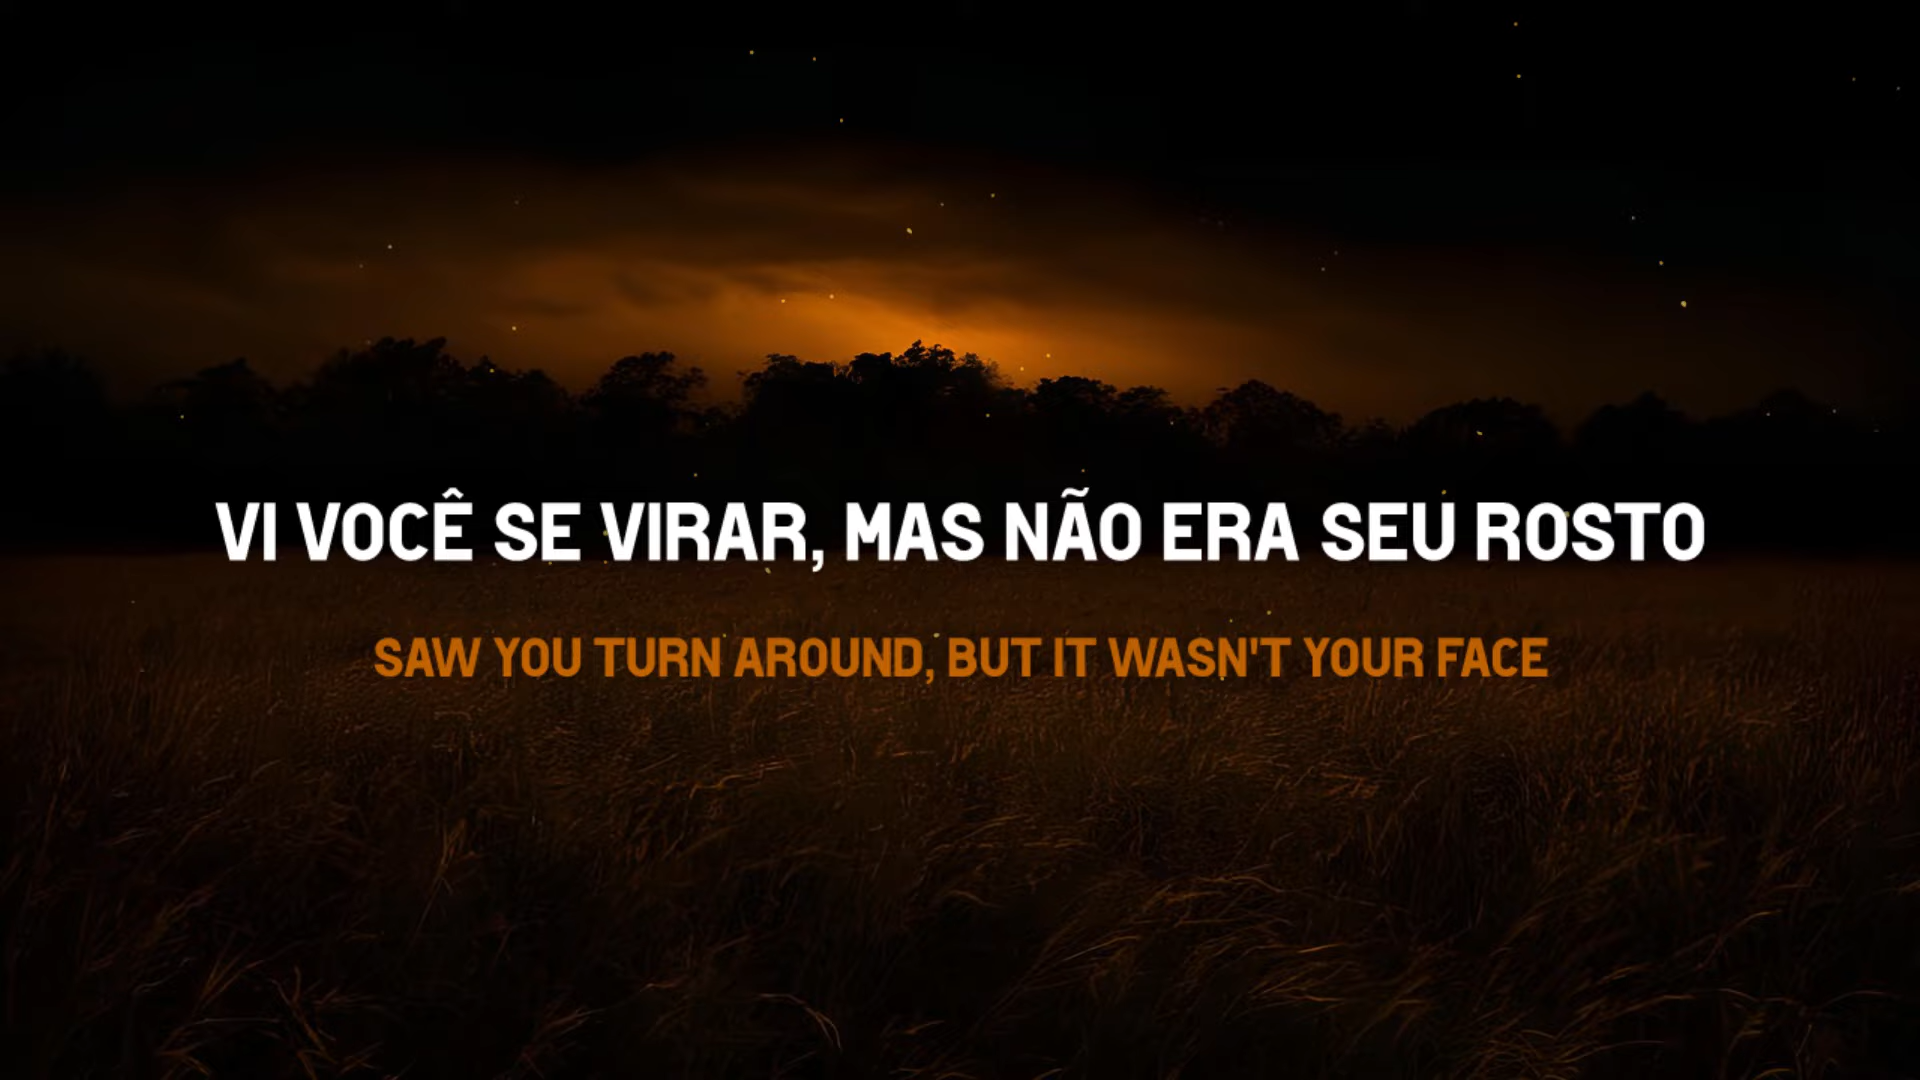 VI VOCÊ SE VIRAR, MAS NÃO ERA SEU ROSTO
SAW YOU TURN AROUND, BUT IT WASN'T YOUR FACE